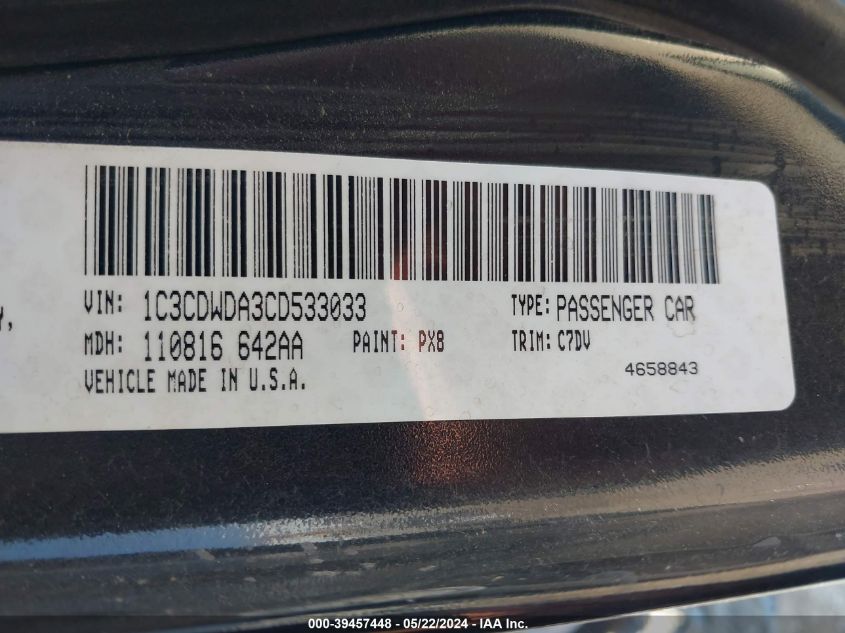 Y,
VIN: 1C3CDWDA3CD533033 TYPE: PASSENGER CAR
MDH: 110816 642AA PAINT: PX8 TRIM: C7DV
VEHICLE MADE IN U.S.A. 4658843
000-39457448 - 05/22/2024 - IAA Inc.